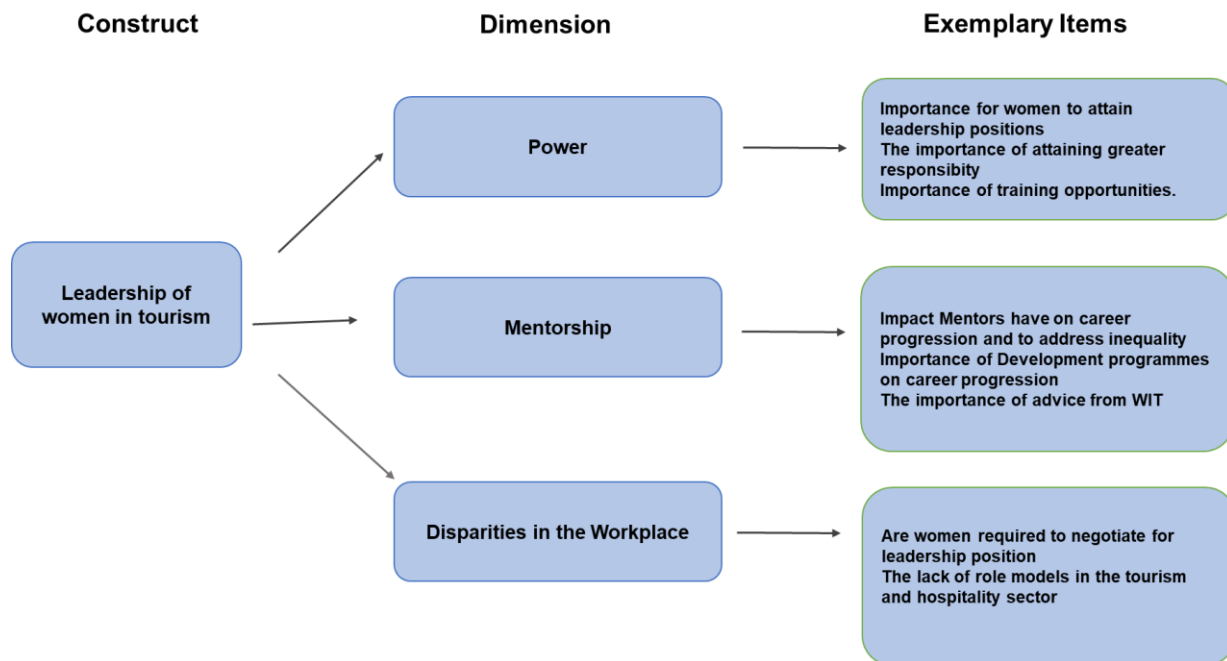 Construct
Dimension
Exemplary Items
Leadership of
women in tourism
Power
Importance for women to attain
leadership positions
The importance of attaining greater
responsibity
Importance of training opportunities.
Mentorship
Impact Mentors have on career
progression and to address inequality
Importance of Development programmes
on career progression
The importance of advice from WIT
Disparities in the Workplace
Are women required to negotiate for
leadership position
The lack of role models in the tourism
and hospitality sector